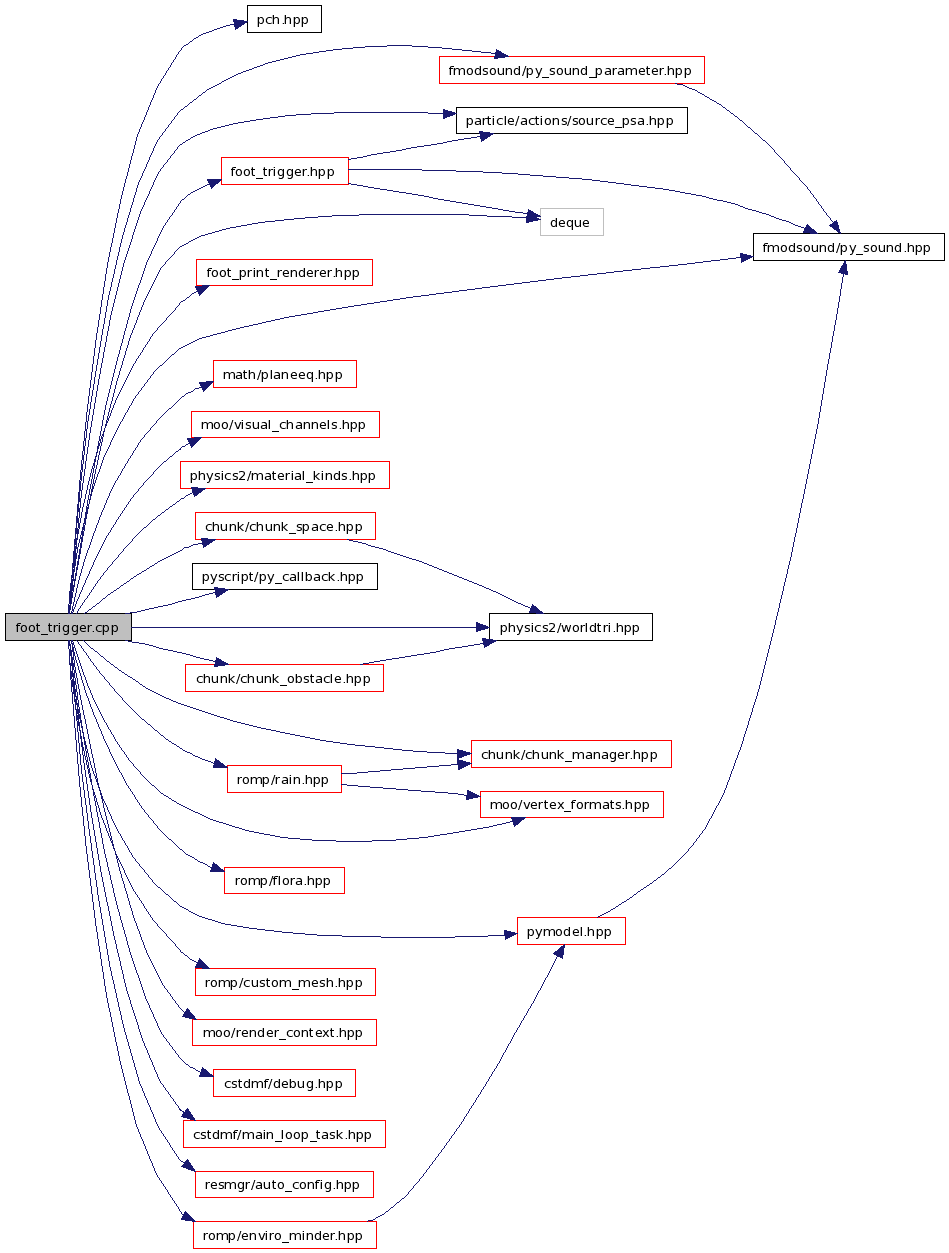 pch.hpp
fmodsound/py_sound_parameter.hpp
particle/actions/source_psa.hpp
foot_trigger.hpp
deque
fmodsound/py_sound.hpp
foot_print_renderer.hpp
math/planeeq.hpp
moo/visual_channels.hpp
physics2/material_kinds.hpp
chunk/chunk_space.hpp
pyscript/py_callback.hpp
foot_trigger.cpp
physics2/worldtri.hpp
chunk/chunk_obstacle.hpp
chunk/chunk_manager.hpp
romp/rain.hpp
moo/vertex_formats.hpp
romp/flora.hpp
pymodel.hpp
romp/custom_mesh.hpp
moo/render_context.hpp
cstdmf/debug.hpp
cstdmf/main_loop_task.hpp
resmgr/auto_config.hpp
romp/enviro_minder.hpp